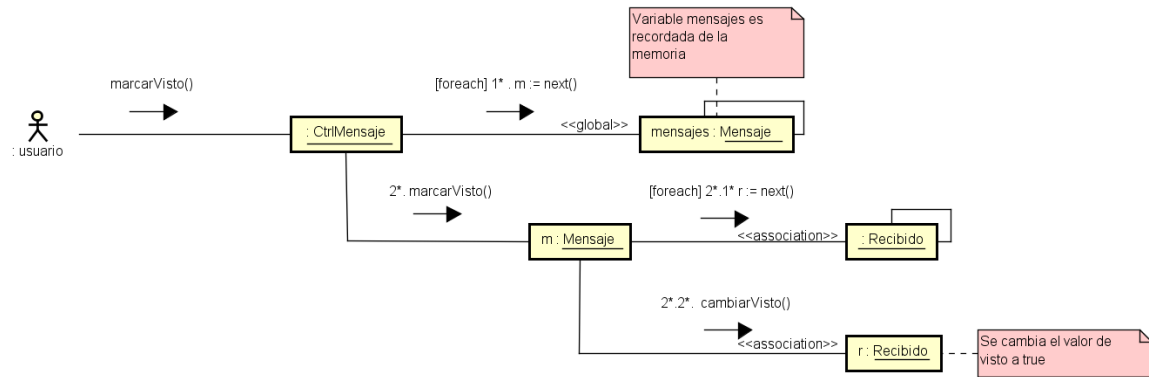 Variable mensajes es
recordada de la
memoria
marcarVisto()
[foreach] 1* . m := next()
<<global>>
mensajes : Mensaje
: CtrlMensaje
: usuario
2*. marcarVisto()
[foreach] 2*.1* r := next()
<<association>>
m : Mensaje
: Recibido
2*.2*. cambiarVisto()
<<association>>
r : Recibido
Se cambia el valor de
visto a true